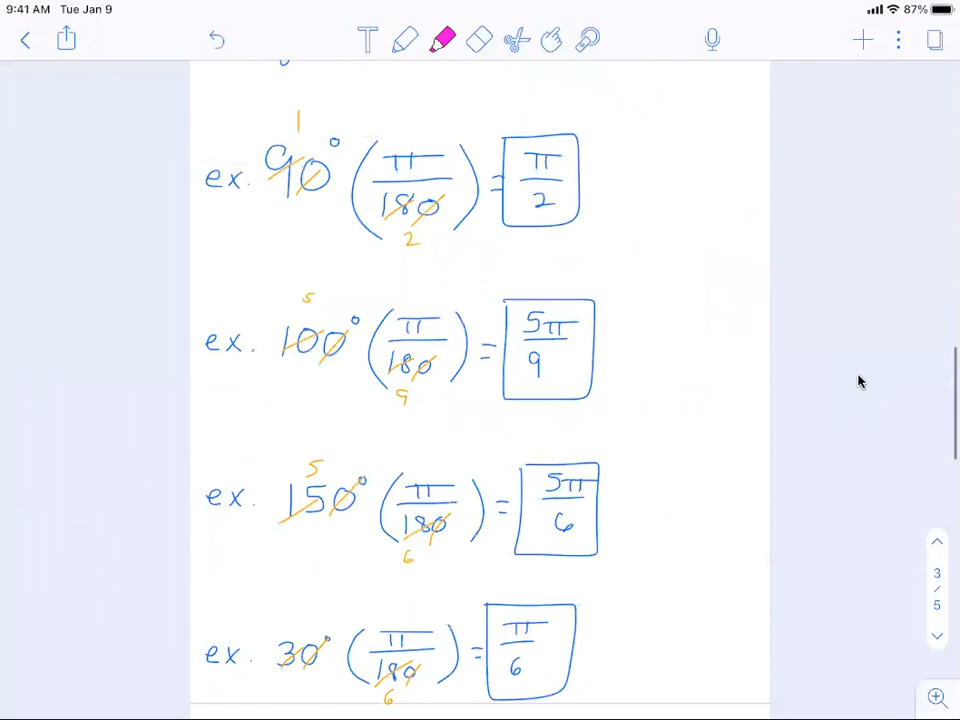 9:41 AM Tue Jan 9
87%
T
1
ex. 90° (π/180) = π/2
2
5
ex. 100° (π/180) = 5π/9
9
5
ex. 150° (π/180) = 5π/6
6
ex. 30° (π/180) = π/6
6
3
/
5